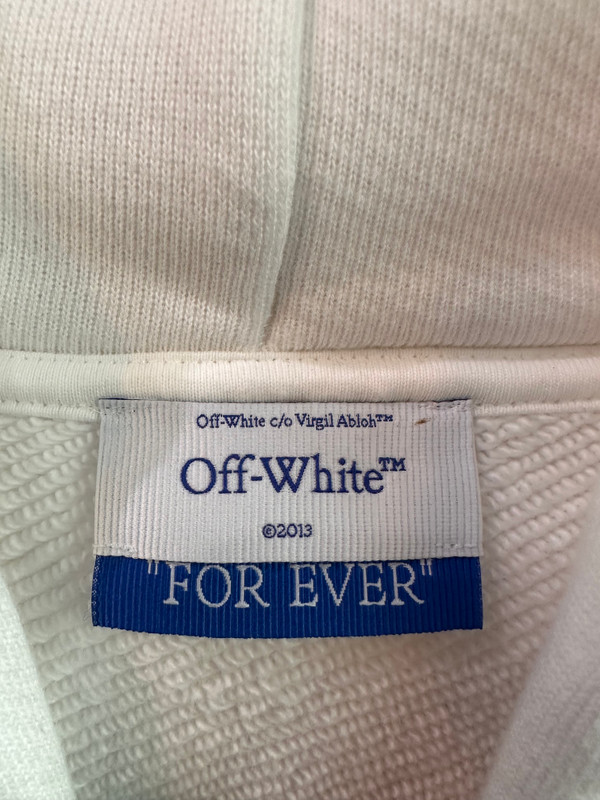 Off-White c/o Virgil Abloh™
Off-White™
©2013
"FOR EVER"